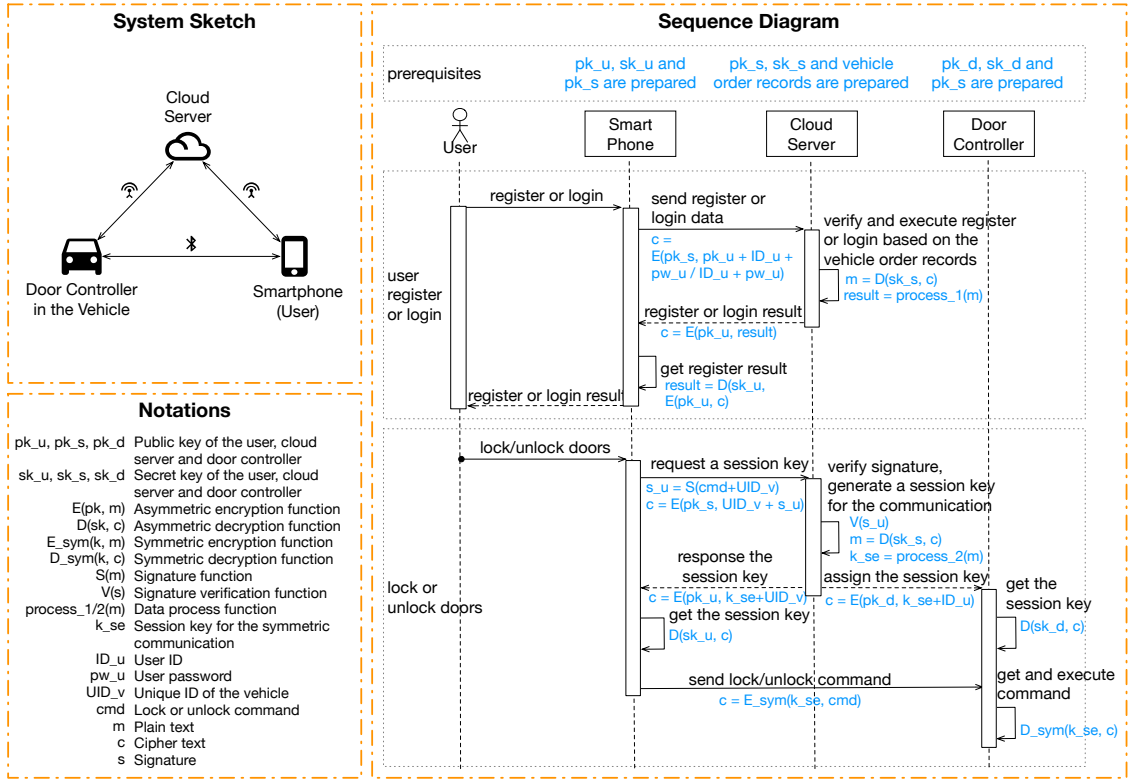 System Sketch
Cloud
Server
Door Controller
in the Vehicle
Smartphone
(User)
Notations
pk_u, pk_s, pk_d Public key of the user, cloud
server and door controller
sk_u, sk_s, sk_d Secret key of the user, cloud
server and door controller
E(pk, m) Asymmetric encryption function
D(sk, c) Asymmetric decryption function
E_sym(k, m) Symmetric encryption function
D_sym(k, c) Symmetric decryption function
S(m) Signature function
V(s) Signature verification function
process_1/2(m) Data process function
k_se Session key for the symmetric
communication
ID_u User ID
pw_u User password
UID_v Unique ID of the vehicle
cmd Lock or unlock command
m Plain text
c Cipher text
s Signature
Sequence Diagram
prerequisites
pk_u, sk_u and
pk_s are prepared
pk_s, sk_s and vehicle
order records are prepared
pk_d, sk_d and
pk_s are prepared
User
Smart
Phone
Cloud
Server
Door
Controller
user
register
or login
register or login
send register or
login data
c =
E(pk_s, pk_u + ID_u +
pw_u / ID_u + pw_u)
verify and execute register
or login based on the
vehicle order records
m = D(sk_s, c)
result = process_1(m)
register or login result
c = E(pk_u, result)
get register result
result = D(sk_u,
E(pk_u, c)
register or login result
lock or
unlock doors
lock/unlock doors
request a session key
s_u = S(cmd+UID_v)
c = E(pk_s, UID_v + s_u)
verify signature,
generate a session key
for the communication
V(s_u)
m = D(sk_s, c)
k_se = process_2(m)
response the
session key
c = E(pk_u, k_se+UID_v)
assign the session key
c = E(pk_d, k_se+ID_u)
get the
session key
D(sk_d, c)
get the session key
D(sk_u, c)
send lock/unlock command
c = E_sym(k_se, cmd)
get and execute
command
D_sym(k_se, c)